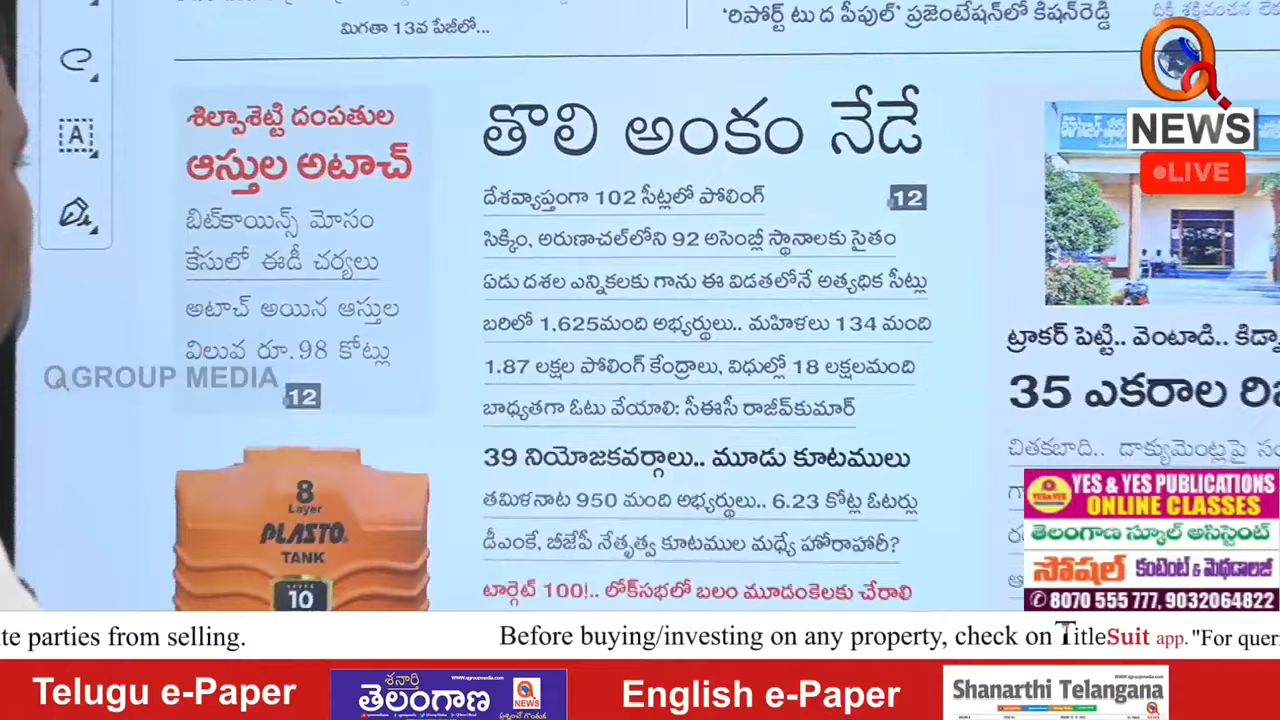 మిగతా 13వ పేజీలో...
'రిపోర్ట్ టు ద పీపుల్' ప్రజెంటేషన్‌లో కిషన్‌రెడ్డి
శిల్పాశెట్టి దంపతుల
ఆస్తుల అటాచ్
బిట్‌కాయిన్స్ మోసం
కేసులో ఈడీ చర్యలు
అటాచ్ అయిన ఆస్తుల
విలువ రూ.98 కోట్లు
12
QGROUP MEDIA
8
Layer
PLASTO
TANK
10
తొలి అంకం నేడే
దేశవ్యాప్తంగా 102 సీట్లలో పోలింగ్
12
సిక్కిం, అరుణాచల్‌లోని 92 అసెంబ్లీ స్థానాలకు సైతం
ఏడు దశల ఎన్నికలకు గాను ఈ విడతలోనే అత్యధిక సీట్లు
బరిలో 1,625మంది అభ్యర్థులు.. మహిళలు 134 మంది
1.87 లక్షల పోలింగ్ కేంద్రాలు, విధుల్లో 18 లక్షలమంది
బాధ్యతగా ఓటు వేయాలి: సీఈసీ రాజీవ్‌కుమార్
39 నియోజకవర్గాలు.. మూడు కూటములు
తమిళనాట 950 మంది అభ్యర్థులు.. 6.23 కోట్ల ఓటర్లు
డీఎంకే, బీజేపీ నేతృత్వ కూటముల మధ్యే హోరాహోరీ?
టార్గెట్ 100!.. లోక్‌సభలో బలం మూడంకెలకు చేరాలి
Q
NEWS
LIVE
ట్రాకర్ పెట్టి.. వెంటాడి..
35 ఎకరాల
చితకబాది.. డాక్యుమెంట్లపై
YES & YES PUBLICATIONS
ONLINE CLASSES
తెలంగాణ స్కూల్ అసిస్టెంట్
సోషల్ కంటెంట్ & మెథడాలజీ
8070 555 777, 9032064822
parties from selling.
Before buying/investing on any property, check on TitleSuit app. "For
Telugu e-Paper
శనార్తి
తెలంగాణ
NEWS
English e-Paper
Shanarthi Telangana